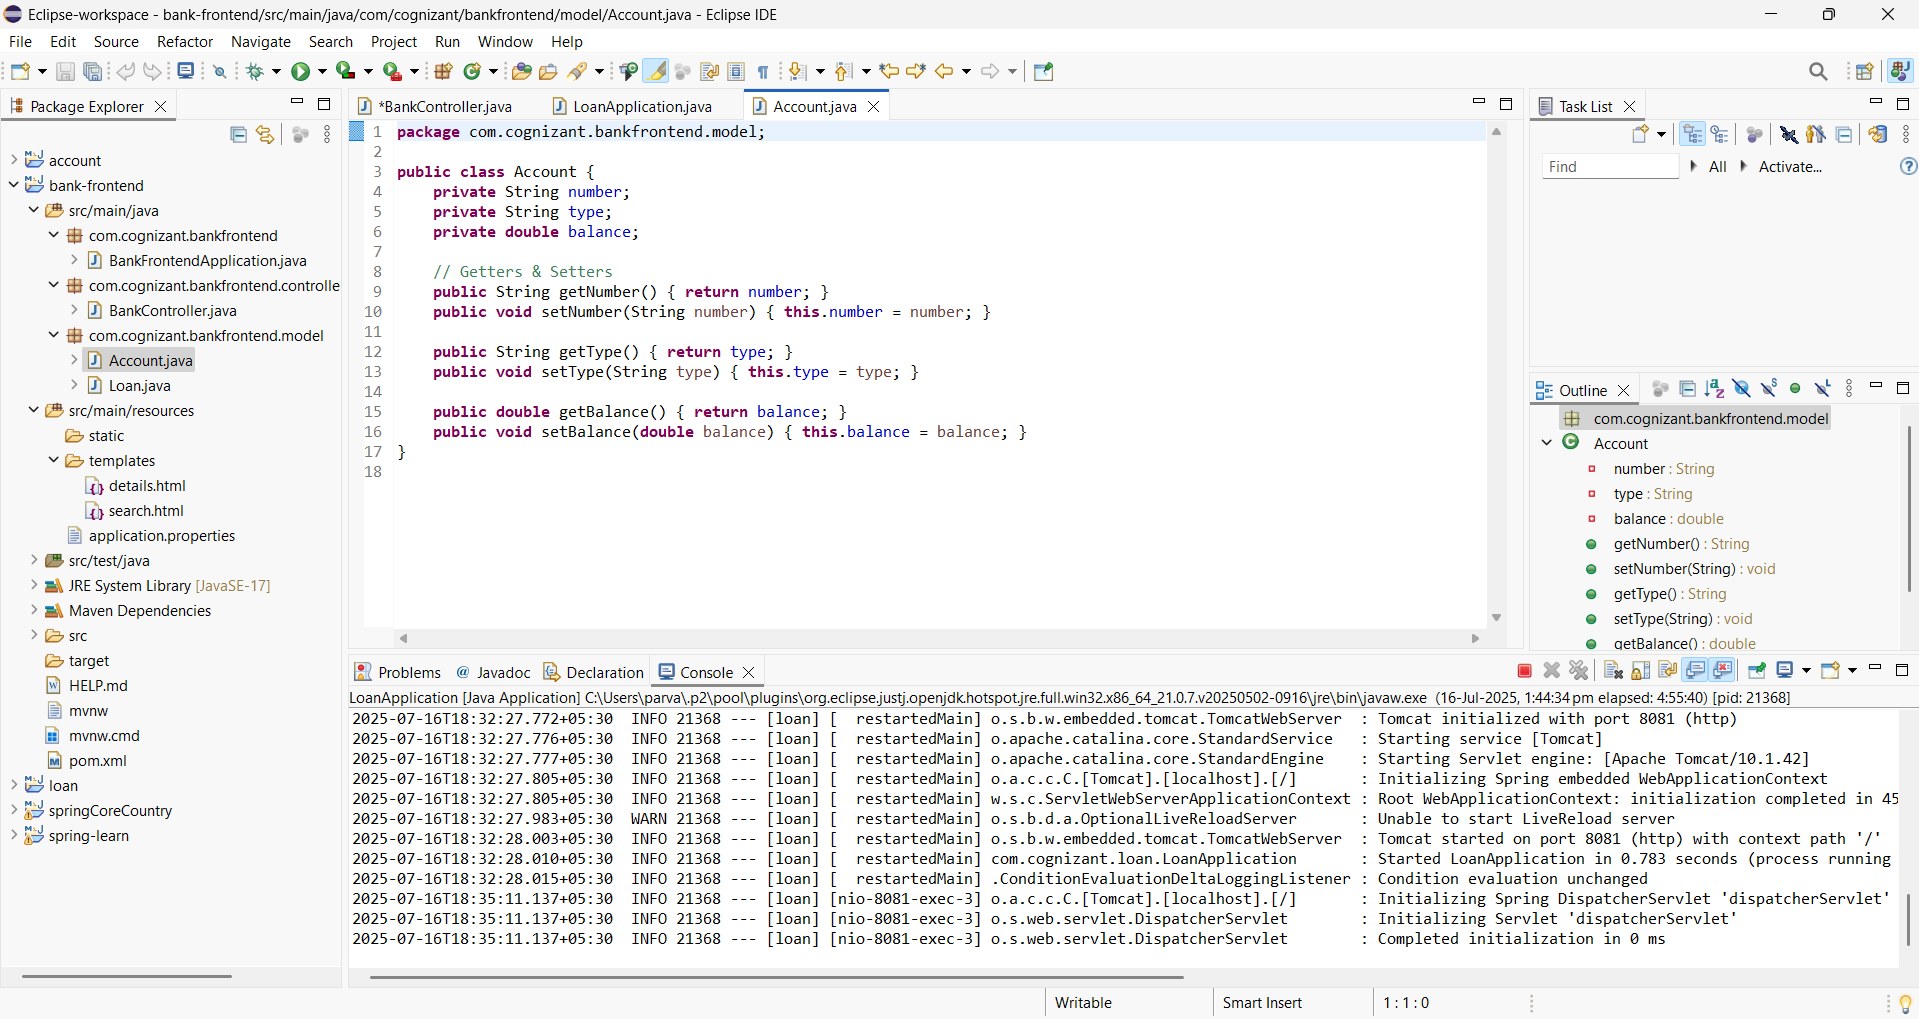 Eclipse-workspace - bank-frontend/src/main/java/com/cognizant/bankfrontend/model/Account.java - Eclipse IDE
File Edit Source Refactor Navigate Search Project Run Window Help
Package Explorer
account
bank-frontend
src/main/java
com.cognizant.bankfrontend
BankFrontendApplication.java
com.cognizant.bankfrontend.controlle
BankController.java
com.cognizant.bankfrontend.model
Account.java
Loan.java
src/main/resources
static
templates
details.html
search.html
application.properties
src/test/java
JRE System Library [JavaSE-17]
Maven Dependencies
src
target
HELP.md
mvnw
mvnw.cmd
pom.xml
loan
springCoreCountry
spring-learn
*BankController.java LoanApplication.java Account.java
1 package com.cognizant.bankfrontend.model;
2
3 public class Account {
4 private String number;
5 private String type;
6 private double balance;
7
8 // Getters & Setters
9 public String getNumber() { return number; }
10 public void setNumber(String number) { this.number = number; }
11
12 public String getType() { return type; }
13 public void setType(String type) { this.type = type; }
14
15 public double getBalance() { return balance; }
16 public void setBalance(double balance) { this.balance = balance; }
17 }
18
Task List
Find All Activate...
Outline
com.cognizant.bankfrontend.model
Account
number : String
type : String
balance : double
getNumber() : String
setNumber(String) : void
getType() : String
setType(String) : void
getBalance() : double
Problems Javadoc Declaration Console
LoanApplication [Java Application] C:\Users\parva\.p2\pool\plugins\org.eclipse.justj.openjdk.hotspot.jre.full.win32.x86_64_21.0.7.v20250502-0916\jre\bin\javaw.exe (16-Jul-2025, 1:44:34 pm elapsed: 4:55:40) [pid: 21368]
2025-07-16T18:32:27.772+05:30 INFO 21368 --- [loan] [ restartedMain] o.s.b.w.embedded.tomcat.TomcatWebServer : Tomcat initialized with port 8081 (http)
2025-07-16T18:32:27.776+05:30 INFO 21368 --- [loan] [ restartedMain] o.apache.catalina.core.StandardService : Starting service [Tomcat]
2025-07-16T18:32:27.777+05:30 INFO 21368 --- [loan] [ restartedMain] o.apache.catalina.core.StandardEngine : Starting Servlet engine: [Apache Tomcat/10.1.42]
2025-07-16T18:32:27.805+05:30 INFO 21368 --- [loan] [ restartedMain] o.a.c.c.C.[Tomcat].[localhost].[/] : Initializing Spring embedded WebApplicationContext
2025-07-16T18:32:27.805+05:30 INFO 21368 --- [loan] [ restartedMain] w.s.c.ServletWebServerApplicationContext : Root WebApplicationContext: initialization completed in 45
2025-07-16T18:32:27.983+05:30 WARN 21368 --- [loan] [ restartedMain] o.s.b.d.a.OptionalLiveReloadServer : Unable to start LiveReload server
2025-07-16T18:32:28.003+05:30 INFO 21368 --- [loan] [ restartedMain] o.s.b.w.embedded.tomcat.TomcatWebServer : Tomcat started on port 8081 (http) with context path '/'
2025-07-16T18:32:28.010+05:30 INFO 21368 --- [loan] [ restartedMain] com.cognizant.loan.LoanApplication : Started LoanApplication in 0.783 seconds (process running
2025-07-16T18:32:28.015+05:30 INFO 21368 --- [loan] [ restartedMain] .ConditionEvaluationDeltaLoggingListener : Condition evaluation unchanged
2025-07-16T18:35:11.137+05:30 INFO 21368 --- [loan] [nio-8081-exec-3] o.a.c.c.C.[Tomcat].[localhost].[/] : Initializing Spring DispatcherServlet 'dispatcherServlet'
2025-07-16T18:35:11.137+05:30 INFO 21368 --- [loan] [nio-8081-exec-3] o.s.web.servlet.DispatcherServlet : Initializing Servlet 'dispatcherServlet'
2025-07-16T18:35:11.137+05:30 INFO 21368 --- [loan] [nio-8081-exec-3] o.s.web.servlet.DispatcherServlet : Completed initialization in 0 ms
Writable Smart Insert 1 : 1 : 0